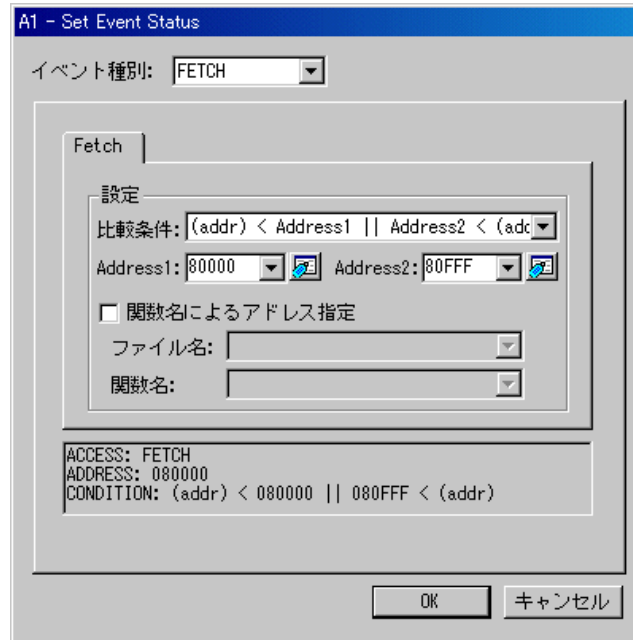 A1 - Set Event Status
イベント種別: FETCH
Fetch
設定
比較条件: (addr) < Address1 || Address2 < (adc
Address1: 80000 Address2: 80FFF
関数名によるアドレス指定
ファイル名:
関数名:
ACCESS: FETCH
ADDRESS: 080000
CONDITION: (addr) < 080000 || 080FFF < (addr)
OK キャンセル